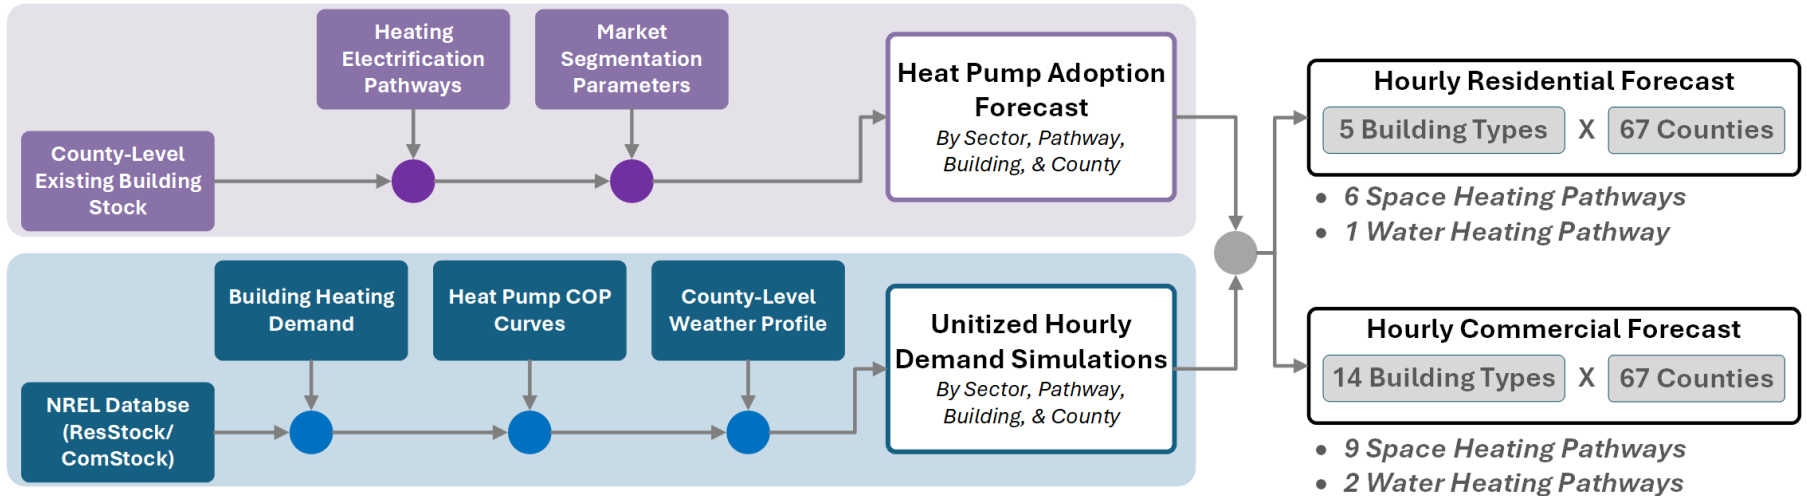 Heating
Electrification
Pathways
Market
Segmentation
Parameters
County-Level
Existing Building
Stock
Heat Pump Adoption
Forecast
By Sector, Pathway,
Building, & County
Building Heating
Demand
Heat Pump COP
Curves
County-Level
Weather Profile
NREL Databse
(ResStock/
ComStock)
Unitized Hourly
Demand Simulations
By Sector, Pathway,
Building, & County
Hourly Residential Forecast
5 Building Types X 67 Counties
• 6 Space Heating Pathways
• 1 Water Heating Pathway
Hourly Commercial Forecast
14 Building Types X 67 Counties
• 9 Space Heating Pathways
• 2 Water Heating Pathways